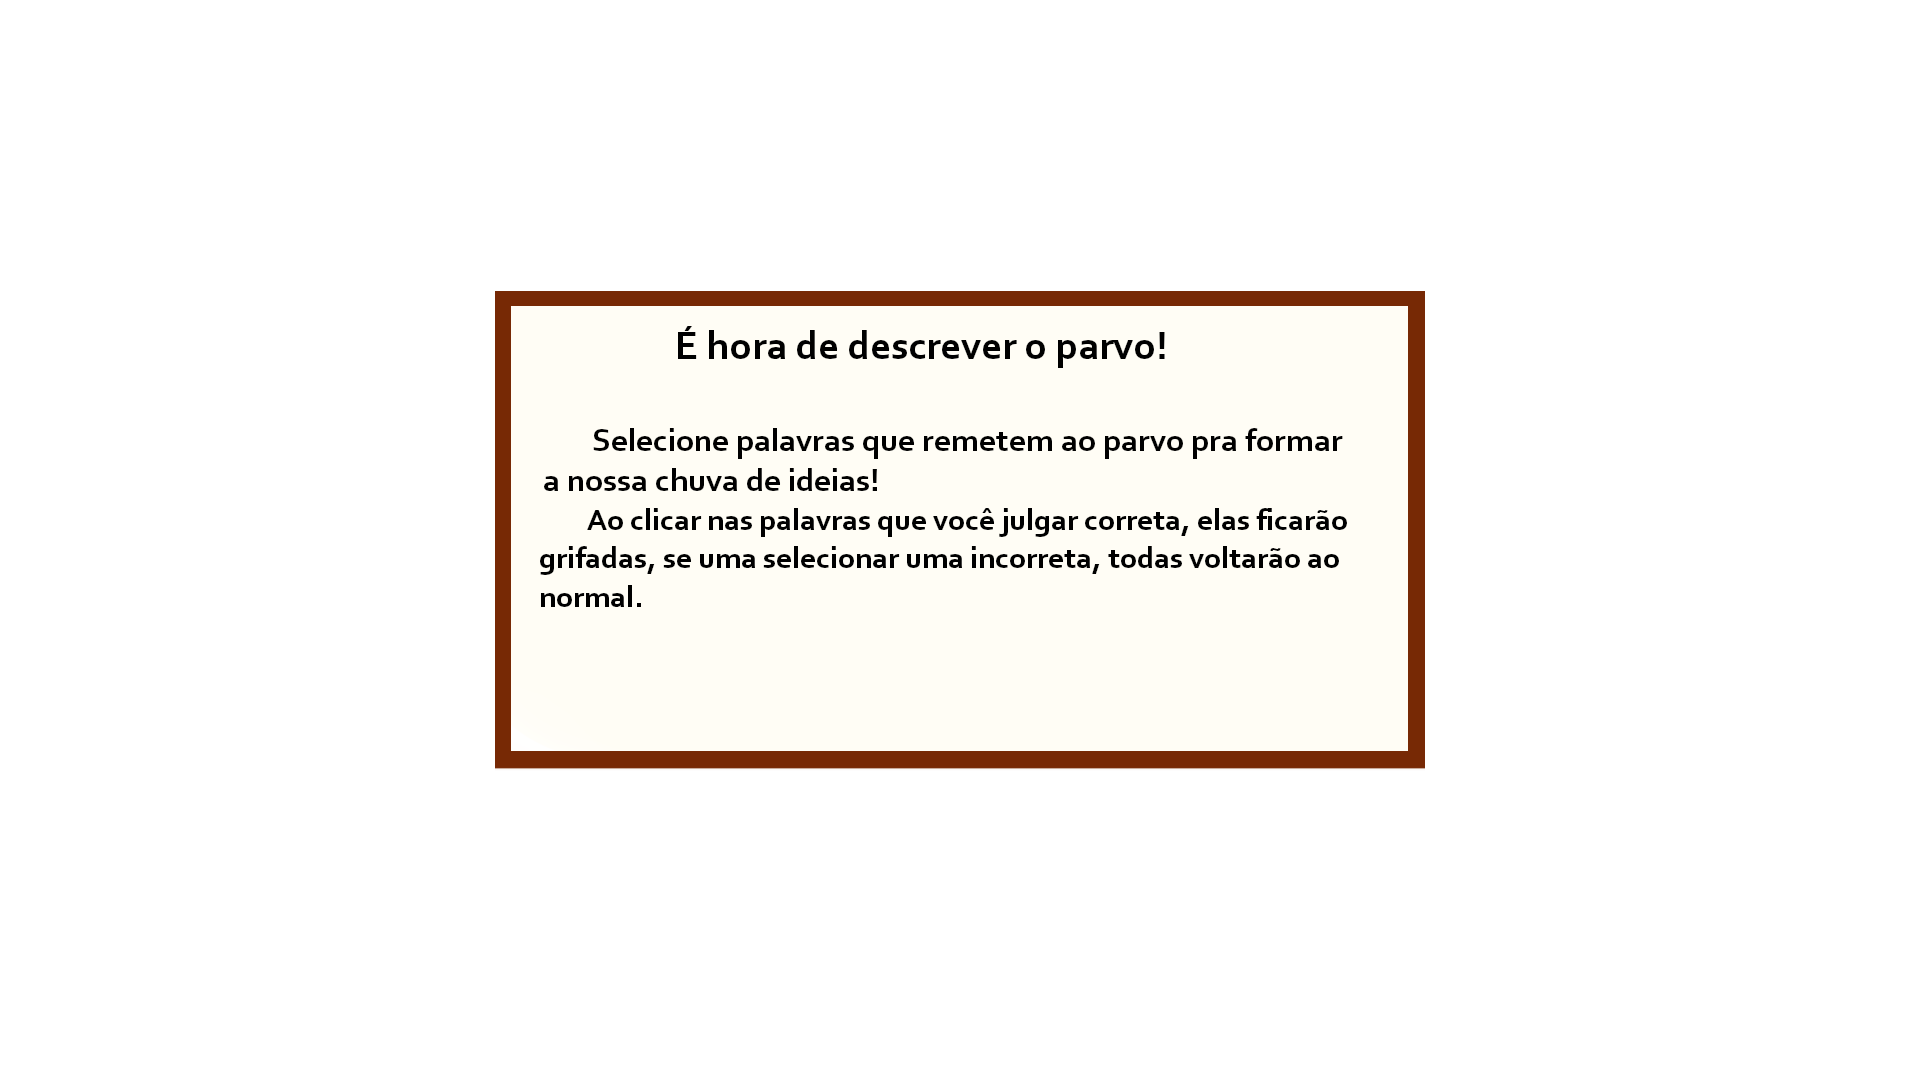 É hora de descrever o parvo!
Selecione palavras que remetem ao parvo pra formar
a nossa chuva de ideias!
Ao clicar nas palavras que você julgar correta, elas ficarão
grifadas, se uma selecionar uma incorreta, todas voltarão ao
normal.